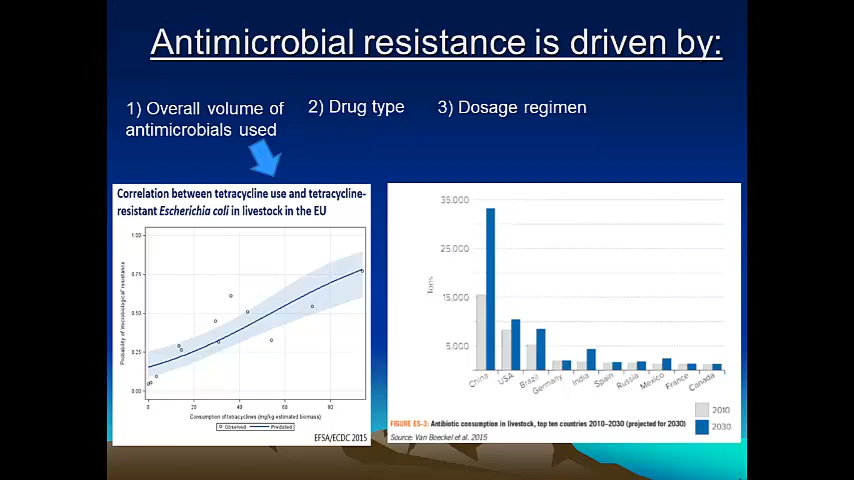 Antimicrobial resistance is driven by:
1) Overall volume of
antimicrobials used
2) Drug type
3) Dosage regimen
Correlation between tetracycline use and tetracycline-
resistant Escherichia coli in livestock in the EU
Probability of microbiological resistance
1.00
0.75
0.50
0.25
0.00
0
20
40
60
80
Consumption of tetracyclines (mg/kg estimated biomass)
Observed
Predicted
EFSA/ECDC 2015
Tons
35.000
25.000
15.000
5.000
China
USA
Brazil
Germany
India
Spain
Russia
Mexico
France
Canada
2010
2030
FIGURE ES-3: Antibiotic consumption in livestock, top ten countries 2010–2030 (projected for 2030)
Source: Van Boeckel et al. 2015